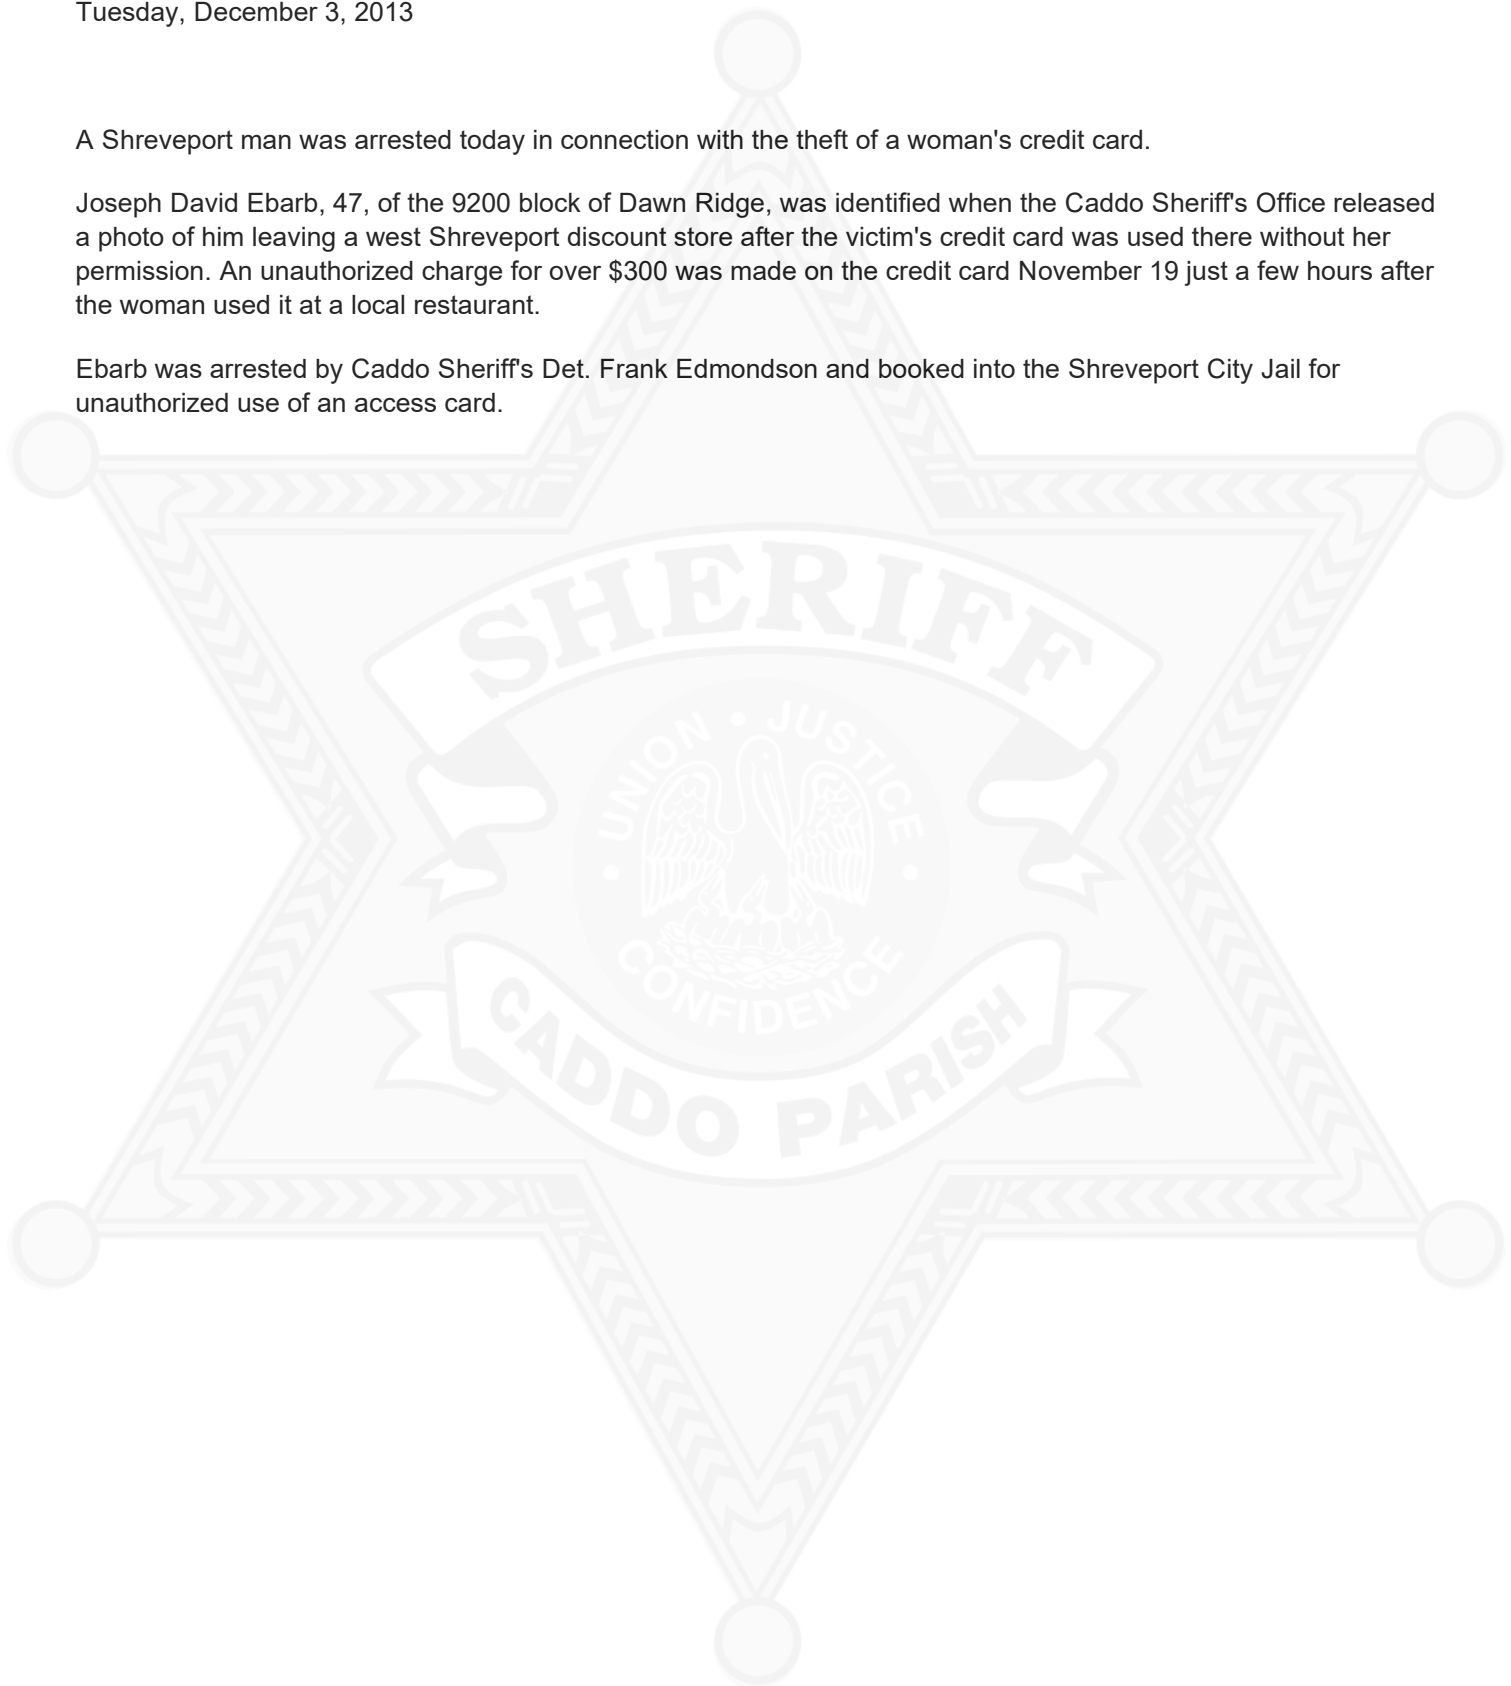 Tuesday, December 3, 2013
A Shreveport man was arrested today in connection with the theft of a woman's credit card.
Joseph David Ebarb, 47, of the 9200 block of Dawn Ridge, was identified when the Caddo Sheriff's Office released
a photo of him leaving a west Shreveport discount store after the victim's credit card was used there without her
permission. An unauthorized charge for over $300 was made on the credit card November 19 just a few hours after
the woman used it at a local restaurant.
Ebarb was arrested by Caddo Sheriff's Det. Frank Edmondson and booked into the Shreveport City Jail for
unauthorized use of an access card.
SHERIFF
UNION • JUSTICE
• CONFIDENCE •
CADDO PARISH